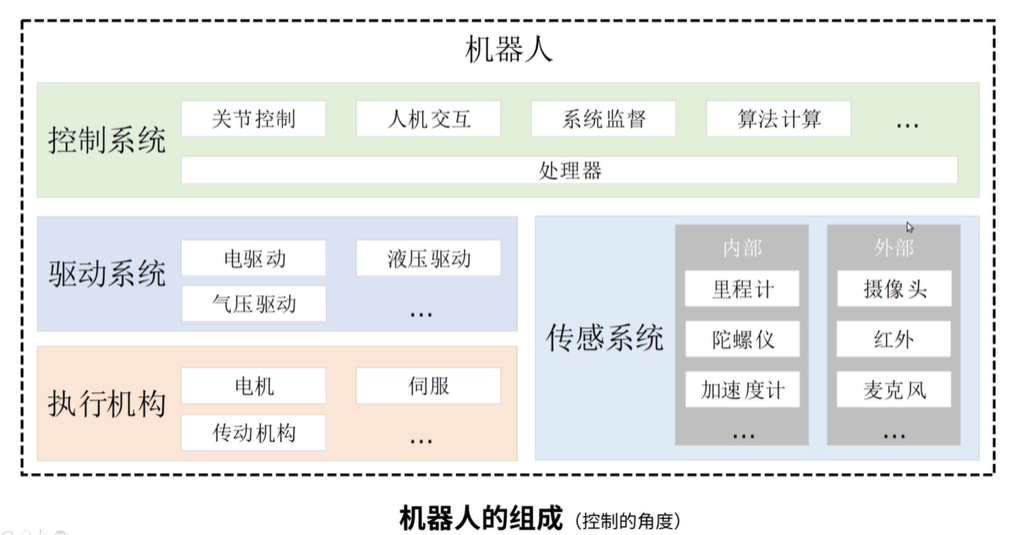 机器人
控制系统
关节控制
人机交互
系统监督
算法计算
...
处理器
驱动系统
电驱动
液压驱动
气压驱动
...
执行机构
电机
伺服
传动机构
...
传感系统
内部
里程计
陀螺仪
加速度计
...
外部
摄像头
红外
麦克风
...
机器人的组成（控制的角度）